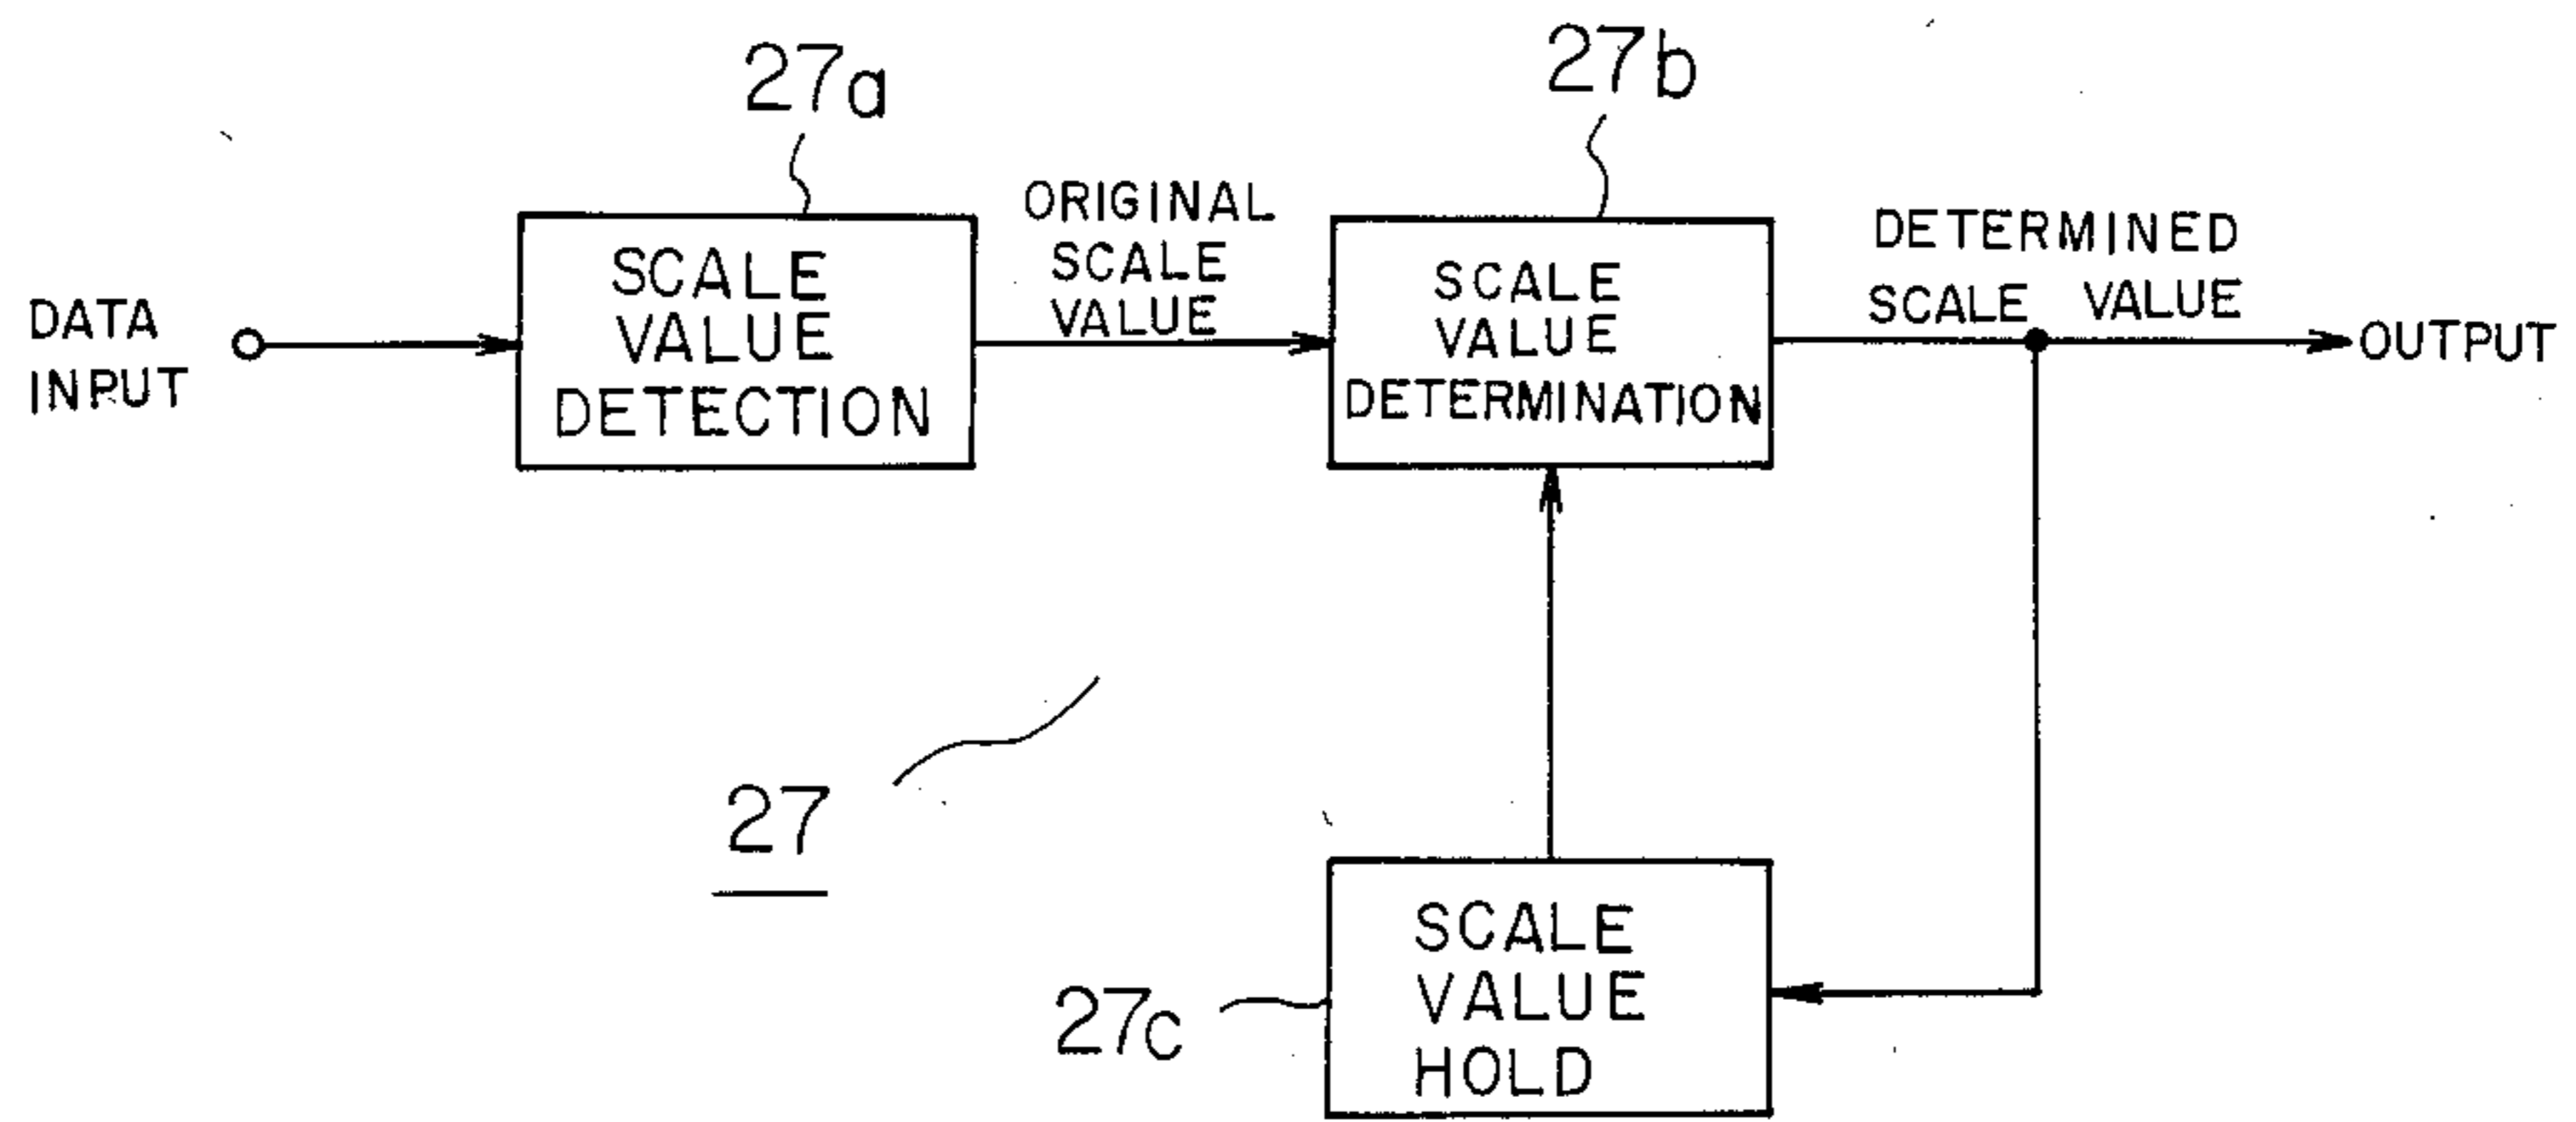 27a
27b
DATA
INPUT
SCALE
VALUE
DETECTION
ORIGINAL
SCALE
VALUE
SCALE
VALUE
DETERMINATION
DETERMINED
SCALE VALUE
OUTPUT
27
27c
SCALE
VALUE
HOLD